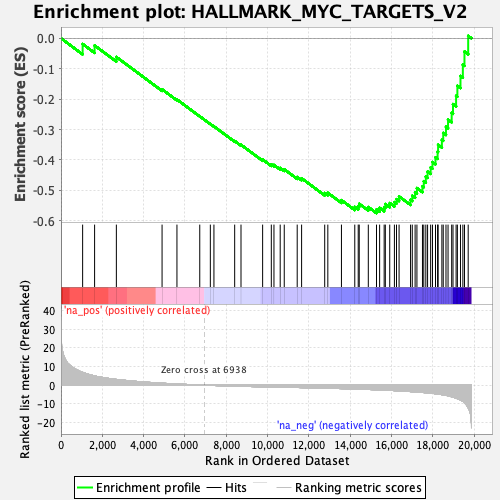 Enrichment plot: HALLMARK_MYC_TARGETS_V2
Enrichment score (ES)
0.0
-0.1
-0.2
-0.3
-0.4
-0.5
-0.6
'na_pos' (positively correlated)
Ranked list metric (PreRanked)
40
30
20
10
0
-10
-20
Zero cross at 6938
'na_neg' (negatively correlated)
0 2,000 4,000 6,000 8,000 10,000 12,000 14,000 16,000 18,000 20,000
Rank in Ordered Dataset
Enrichment profile Hits Ranking metric scores